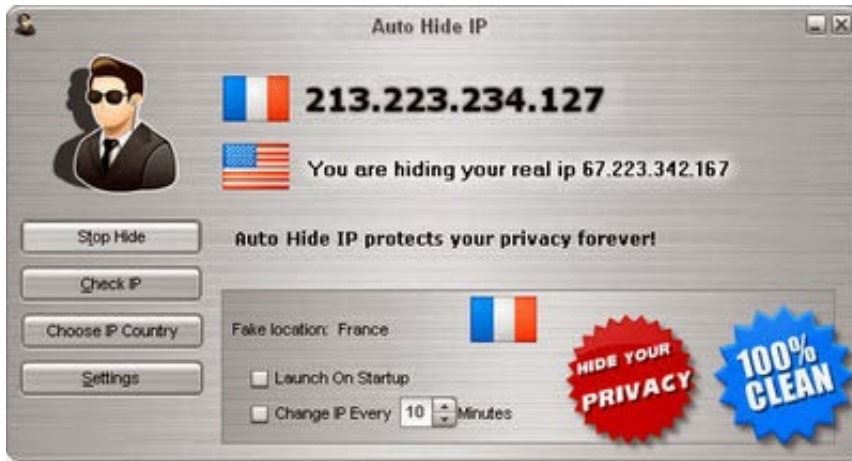 Auto Hide IP
213.223.234.127
You are hiding your real ip 67.223.342.167
Stop Hide
Auto Hide IP protects your privacy forever!
Check IP
Choose IP Country
Settings
Fake location: France
Launch On Startup
Change IP Every 10 Minutes
HIDE YOUR
PRIVACY
100%
CLEAN